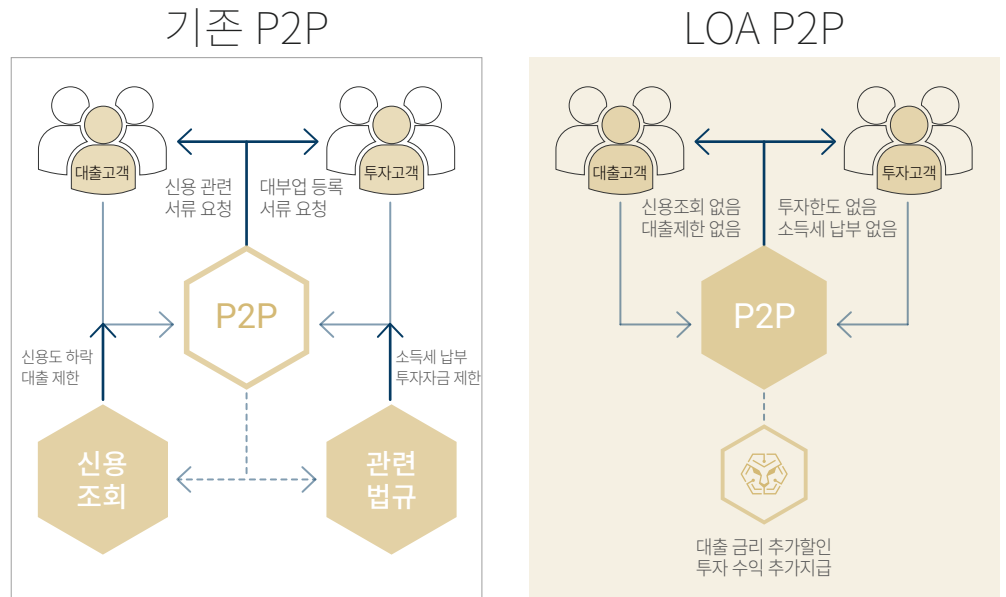 기존 P2P
대출고객
투자고객
신용 관련
서류 요청
대부업 등록
서류 요청
P2P
신용도 하락
대출 제한
소득세 납부
투자자금 제한
신용
조회
관련
법규
LOA P2P
대출고객
투자고객
신용조회 없음
대출제한 없음
투자한도 없음
소득세 납부 없음
P2P
대출 금리 추가할인
투자 수익 추가지급